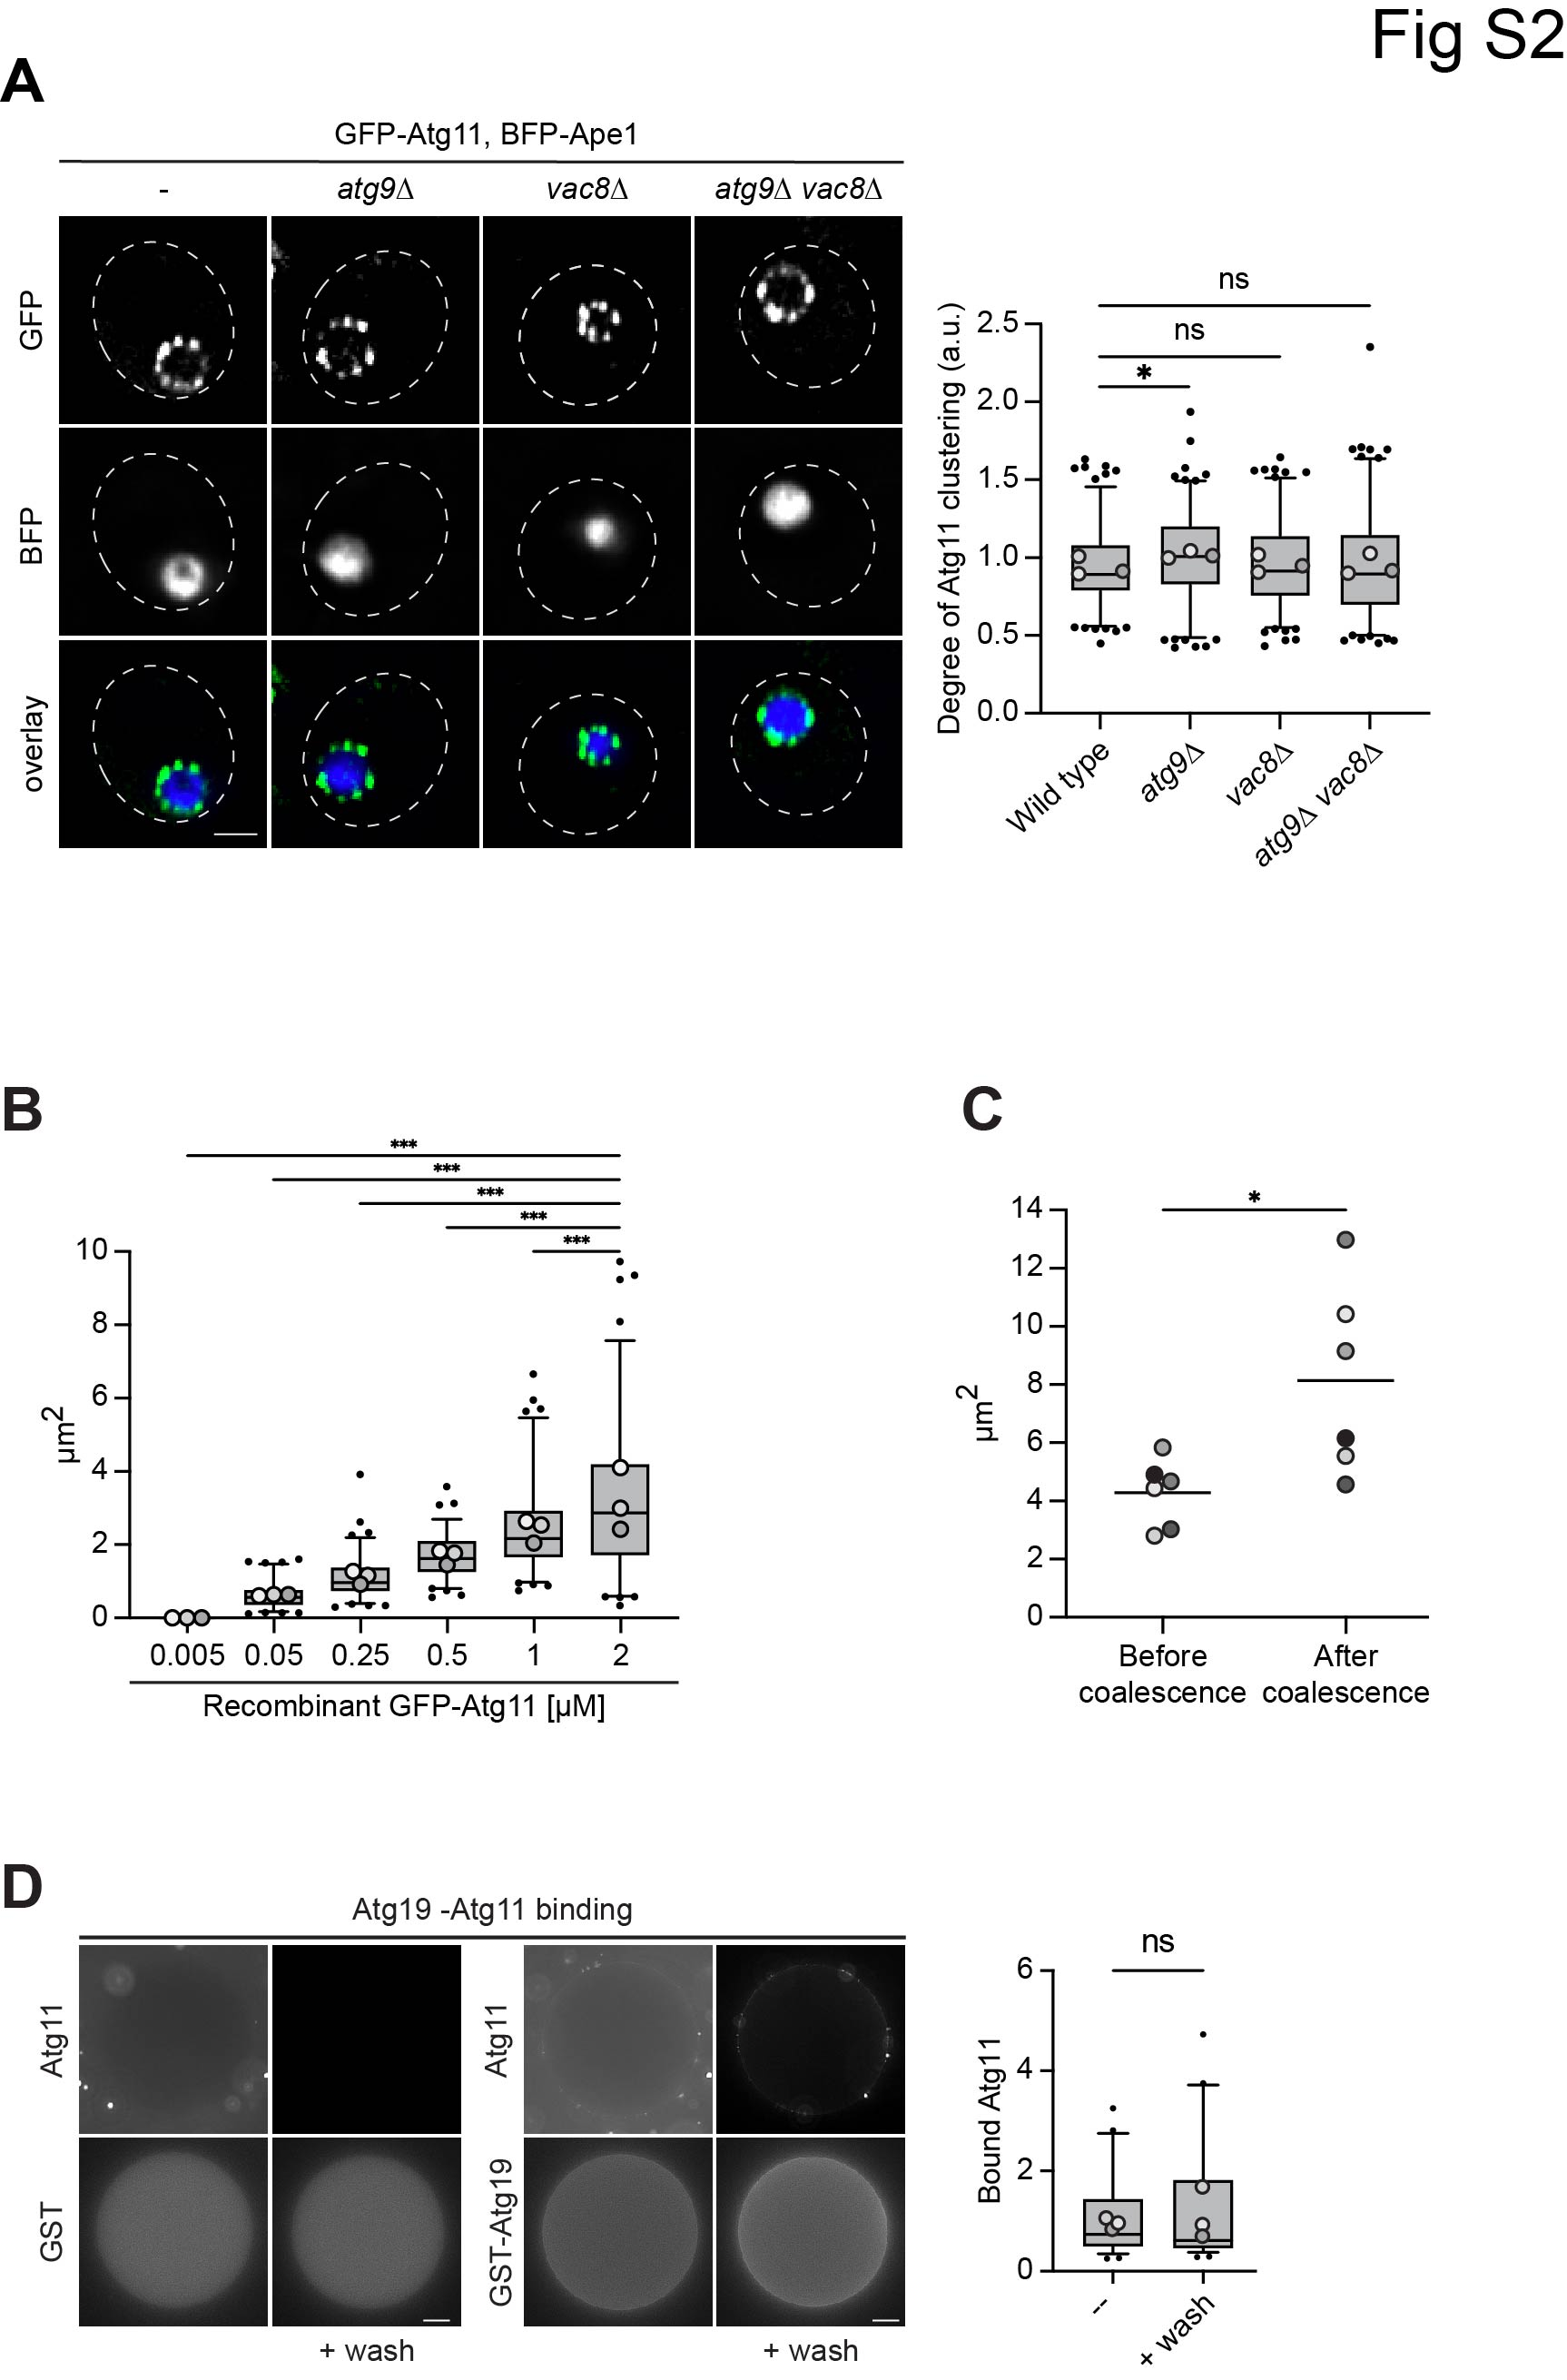 Fig S2
A
GFP-Atg11, BFP-Ape1
-
atg9Δ
vac8Δ
atg9Δ vac8Δ
GFP
BFP
overlay
Degree of Atg11 clustering (a.u.)
ns
ns
*
2.5
2.0
1.5
1.0
0.5
0.0
Wild type
atg9Δ
vac8Δ
atg9Δ vac8Δ
B
***
***
***
***
***
µm2
10
8
6
4
2
0
0.005
0.05
0.25
0.5
1
2
Recombinant GFP-Atg11 [µM]
C
*
µm2
14
12
10
8
6
4
2
0
Before
coalescence
After
coalescence
D
Atg19 -Atg11 binding
Atg11
GST
+ wash
Atg11
GST-Atg19
+ wash
ns
Bound Atg11
6
4
2
0
--
+ wash